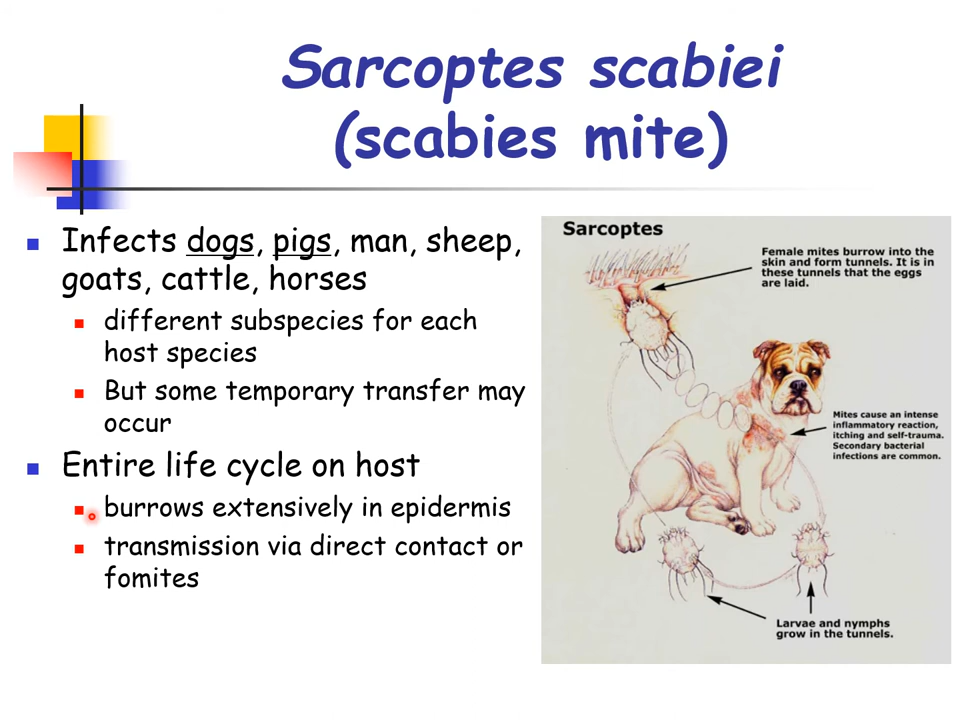 Sarcoptes scabiei
(scabies mite)
Infects dogs, pigs, man, sheep,
goats, cattle, horses
different subspecies for each
host species
But some temporary transfer may
occur
Entire life cycle on host
burrows extensively in epidermis
transmission via direct contact or
fomites
Sarcoptes
Female mites burrow into the
skin and form tunnels. It is in
these tunnels that the eggs
are laid.
Mites cause an intense
inflammatory reaction,
itching and self-trauma.
Secondary bacterial
infections are common.
Larvae and nymphs
grow in the tunnels.